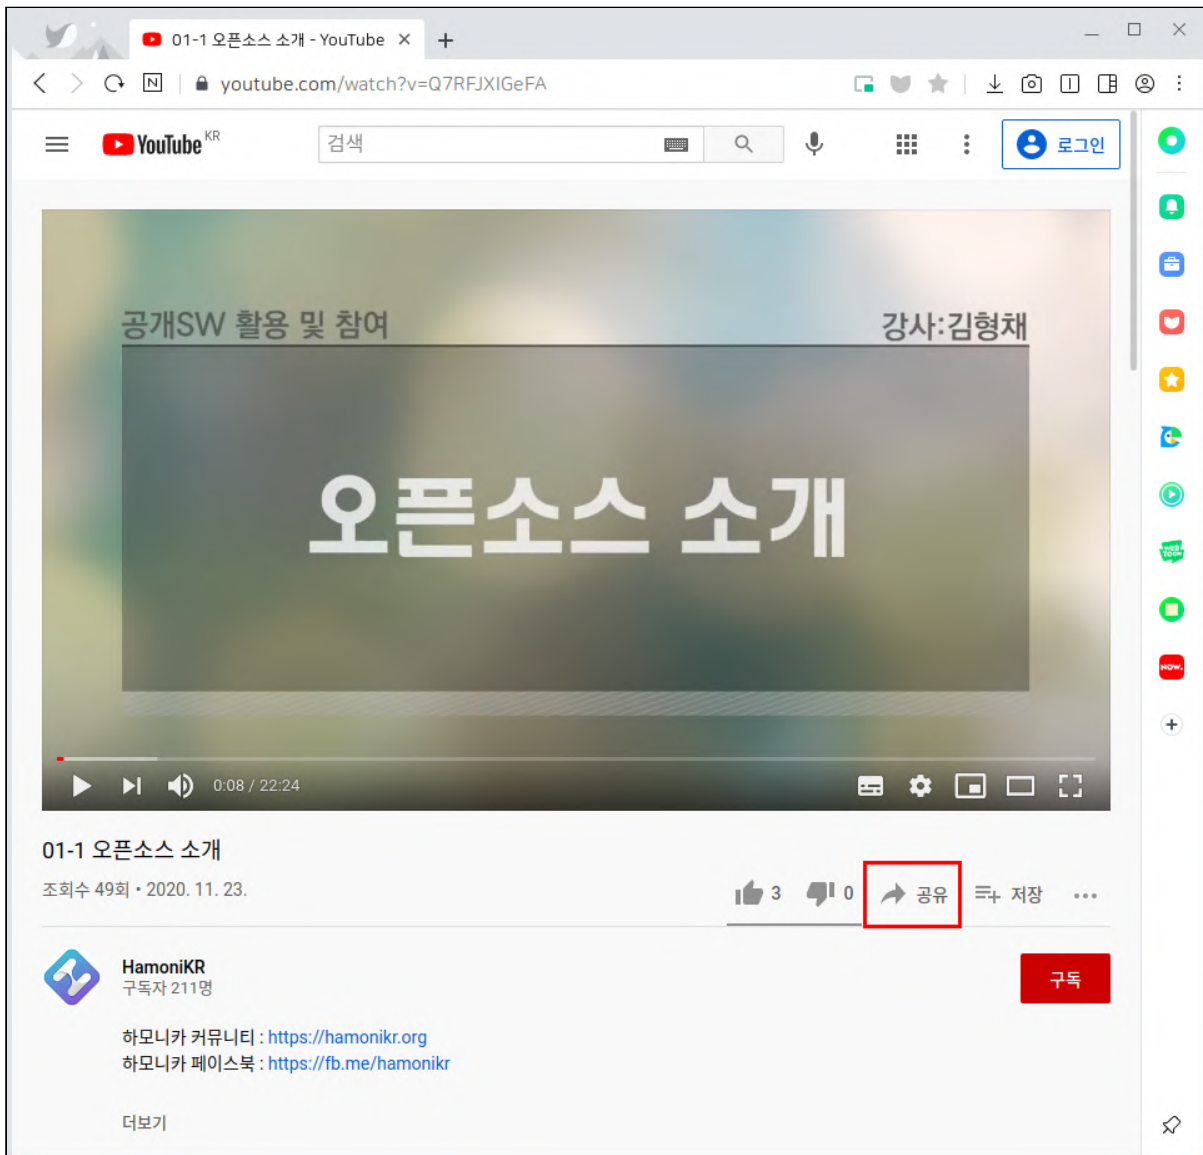 01-1 오픈소스 소개 - YouTube
youtube.com/watch?v=Q7RFJXIGeFA
YouTube KR
검색
로그인
공개SW 활용 및 참여
강사:김형채
오픈소스 소개
WEB TOON
NOW.
0:08 / 22:24
01-1 오픈소스 소개
조회수 49회 • 2020. 11. 23.
3 0 공유 저장 ...
HamoniKR
구독자 211명
구독
하모니카 커뮤니티 : https://hamonikr.org
하모니카 페이스북 : https://fb.me/hamonikr
더보기